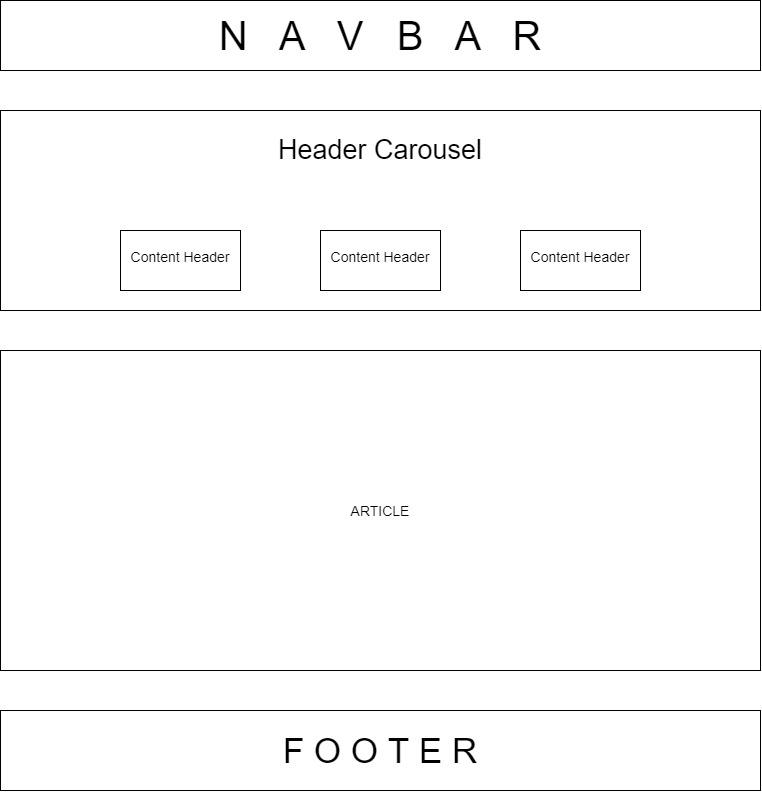 N A V B A R
Header Carousel
Content Header
Content Header
Content Header
ARTICLE
F O O T E R